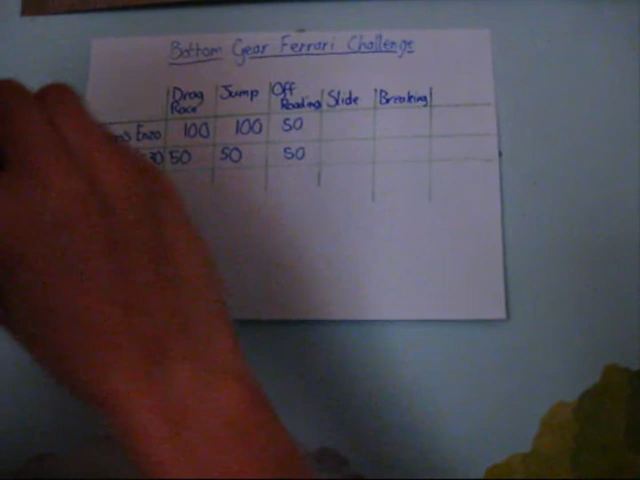 Bottom Gear Ferrari Challenge
Drag Race Jump Off Roading Slide Breaking
Enzo 100 100 50
50 50 50